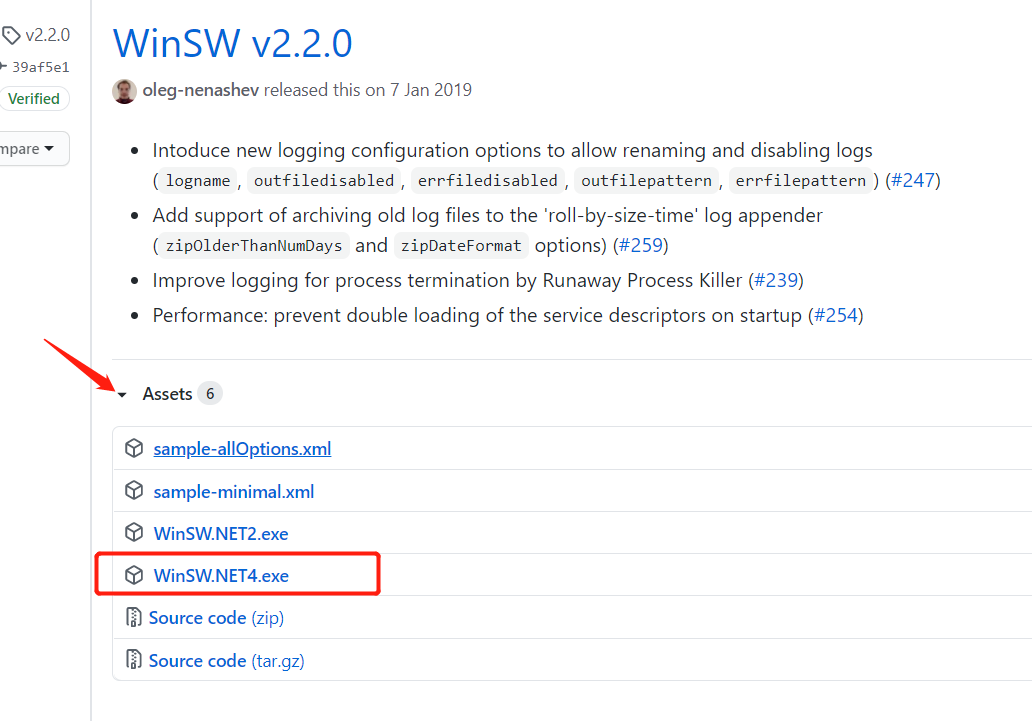 v2.2.0
39af5e1
Verified
mpare
WinSW v2.2.0
oleg-nenashev released this on 7 Jan 2019
Intoduce new logging configuration options to allow renaming and disabling logs
( logname , outfiledisabled , errfiledisabled , outfilepattern , errfilepattern ) (#247)
Add support of archiving old log files to the 'roll-by-size-time' log appender
( zipOlderThanNumDays and zipDateFormat options) (#259)
Improve logging for process termination by Runaway Process Killer (#239)
Performance: prevent double loading of the service descriptors on startup (#254)
Assets 6
sample-allOptions.xml
sample-minimal.xml
WinSW.NET2.exe
WinSW.NET4.exe
Source code (zip)
Source code (tar.gz)